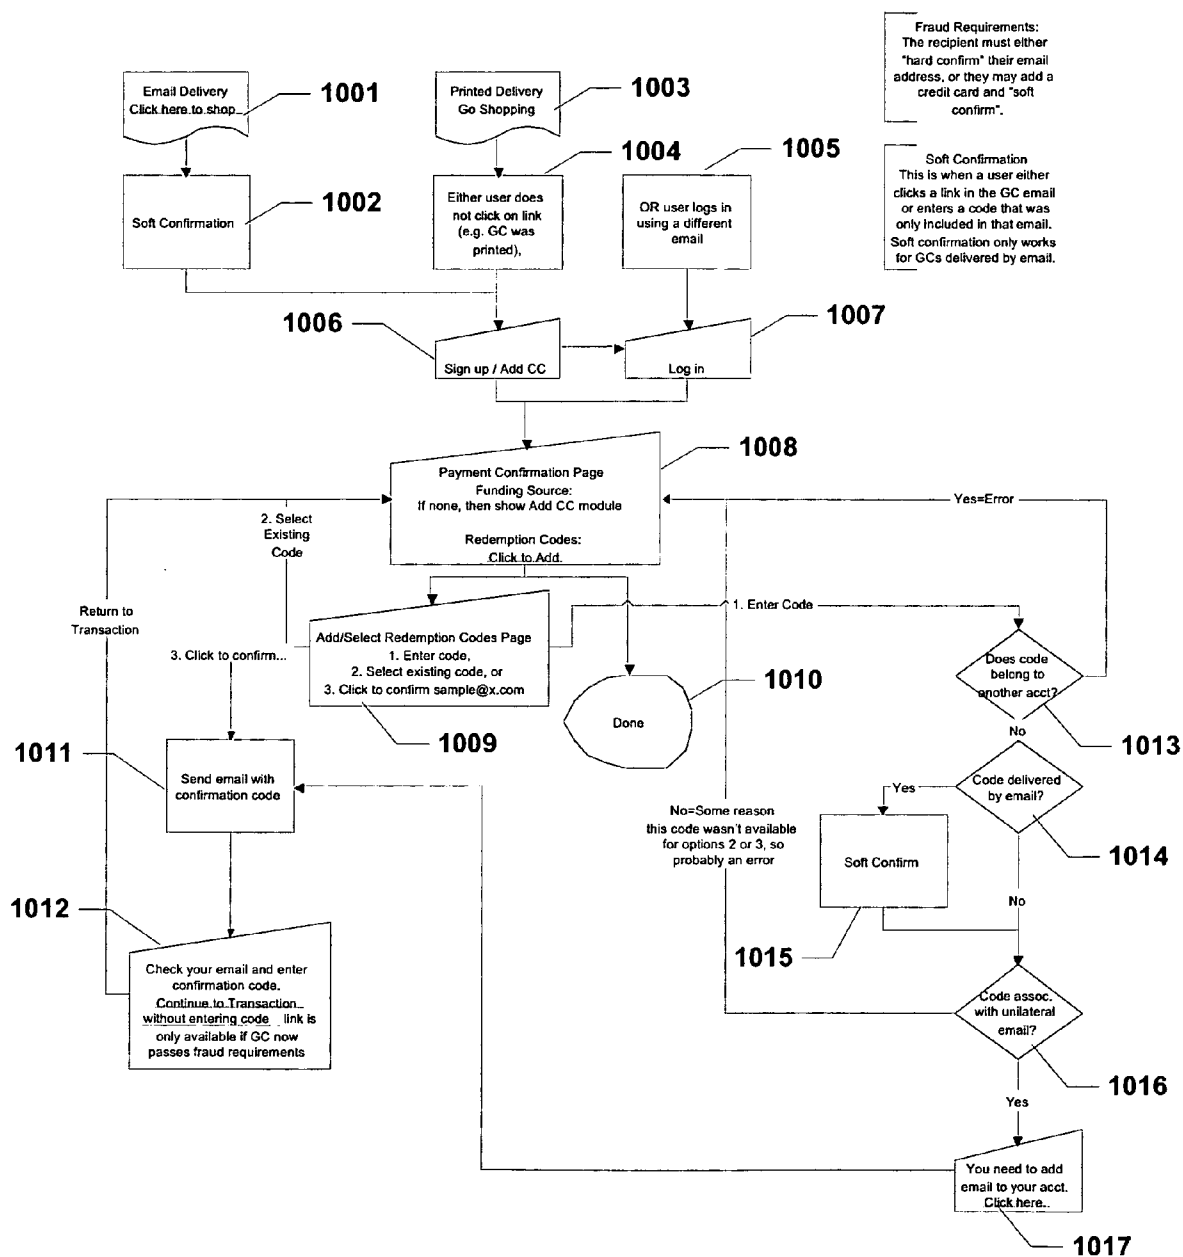 Fraud Requirements:
The recipient must either
"hard confirm" their email
address, or they may add a
credit card and "soft
confirm".
Email Delivery
Click here to shop
1001
Printed Delivery
Go Shopping
1003
1004
1005
Soft Confirmation
This is when a user either
clicks a link in the GC email
or enters a code that was
only included in that email.
Soft confirmation only works
for GCs delivered by email.
Soft Confirmation
1002
Either user does
not click on link
(e.g. GC was
printed),
OR user logs in
using a different
email
1006
Sign up / Add CC
1007
Log in
1008
Payment Confirmation Page
Funding Source:
If none, then show Add CC module
Redemption Codes:
Click to Add.
Yes=Error
2. Select
Existing
Code
Return to
Transaction
3. Click to confirm...
Add/Select Redemption Codes Page
1. Enter code,
2. Select existing code, or
3. Click to confirm sample@x.com
1009
1. Enter Code
Done
1010
Does code
belong to
another acct?
1013
No
1011
Send email with
confirmation code
Code delivered
by email?
1014
Yes
No=Some reason
this code wasn't available
for options 2 or 3, so
probably an error
Soft Confirm
1015
No
1012
Check your email and enter
confirmation code.
Continue to Transaction
without entering code link is
only available if GC now
passes fraud requirements
Code assoc.
with unilateral
email?
1016
Yes
You need to add
email to your acct.
Click here..
1017